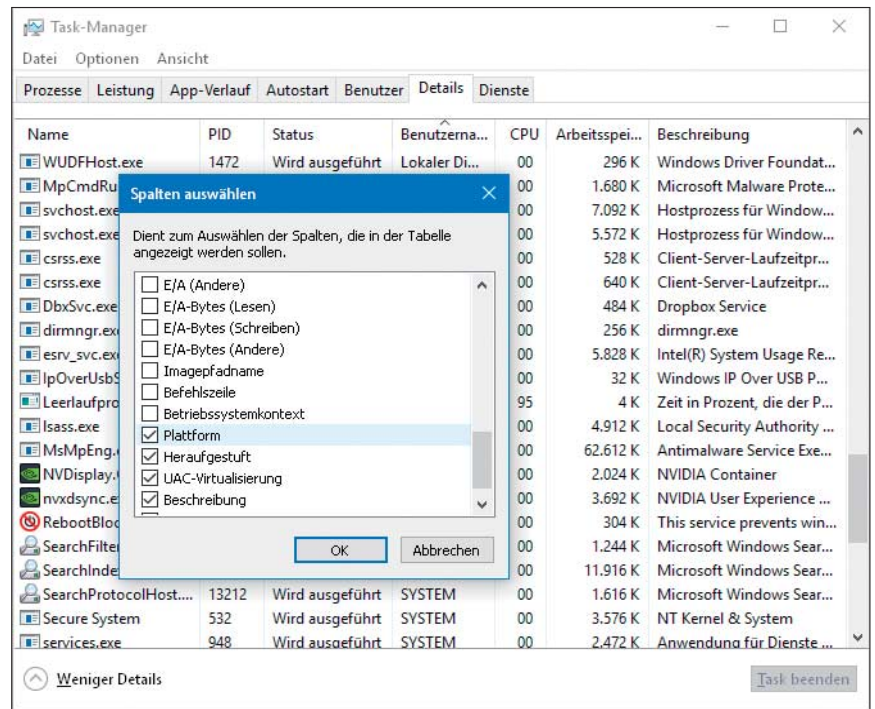 Task-Manager
Datei Optionen Ansicht
Prozesse Leistung App-Verlauf Autostart Benutzer Details Dienste
Name PID Status Benutzerna... CPU Arbeitsspei... Beschreibung
WUDFHost.exe 1472 Wird ausgeführt Lokaler Di... 00 296 K Windows Driver Foundat...
MpCmdRu 00 1.680 K Microsoft Malware Prote...
svchost.exe 00 7.092 K Hostprozess für Window...
svchost.exe 00 5.572 K Hostprozess für Window...
csrss.exe 00 528 K Client-Server-Laufzeitpr...
csrss.exe 00 640 K Client-Server-Laufzeitpr...
DbxSvc.exe 00 484 K Dropbox Service
dirmngr.ex 00 256 K dirmngr.exe
esrv_svc.ex 00 5.828 K Intel(R) System Usage Re...
IpOverUsbS 00 32 K Windows IP Over USB P...
Leerlaufpro 95 4 K Zeit in Prozent, die der P...
lsass.exe 00 4.912 K Local Security Authority ...
MsMpEng. 00 62.612 K Antimalware Service Exe...
NVDisplay. 00 2.024 K NVIDIA Container
nvxdsync.e 00 3.692 K NVIDIA User Experience ...
RebootBloc 00 304 K This service prevents win...
SearchFilte 00 1.244 K Microsoft Windows Sear...
SearchInde 00 11.916 K Microsoft Windows Sear...
SearchProtocolHost.... 13212 Wird ausgeführt SYSTEM 00 1.616 K Microsoft Windows Sear...
Secure System 532 Wird ausgeführt SYSTEM 00 3.576 K NT Kernel & System
services.exe 948 Wird ausgeführt SYSTEM 00 2.472 K Anwendung für Dienste ...
Spalten auswählen
Dient zum Auswählen der Spalten, die in der Tabelle
angezeigt werden sollen.
E/A (Andere)
E/A-Bytes (Lesen)
E/A-Bytes (Schreiben)
E/A-Bytes (Andere)
Imagepfadname
Befehlszeile
Betriebssystemkontext
Plattform
Heraufgestuft
UAC-Virtualisierung
Beschreibung
OK Abbrechen
Weniger Details Task beenden